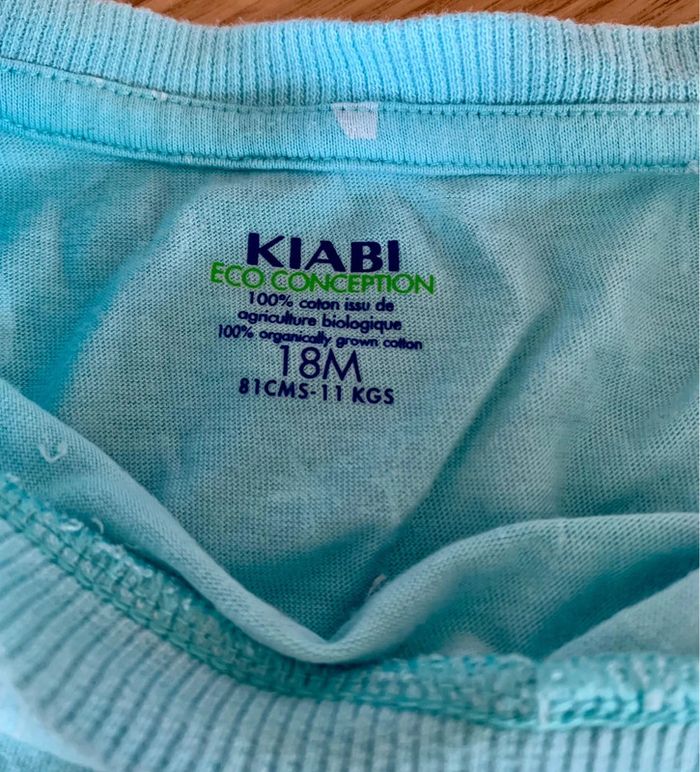 KIABI
ECO CONCEPTION
100% coton issu de
agriculture biologique
100% organically grown cotton
18M
81CMS-11 KGS